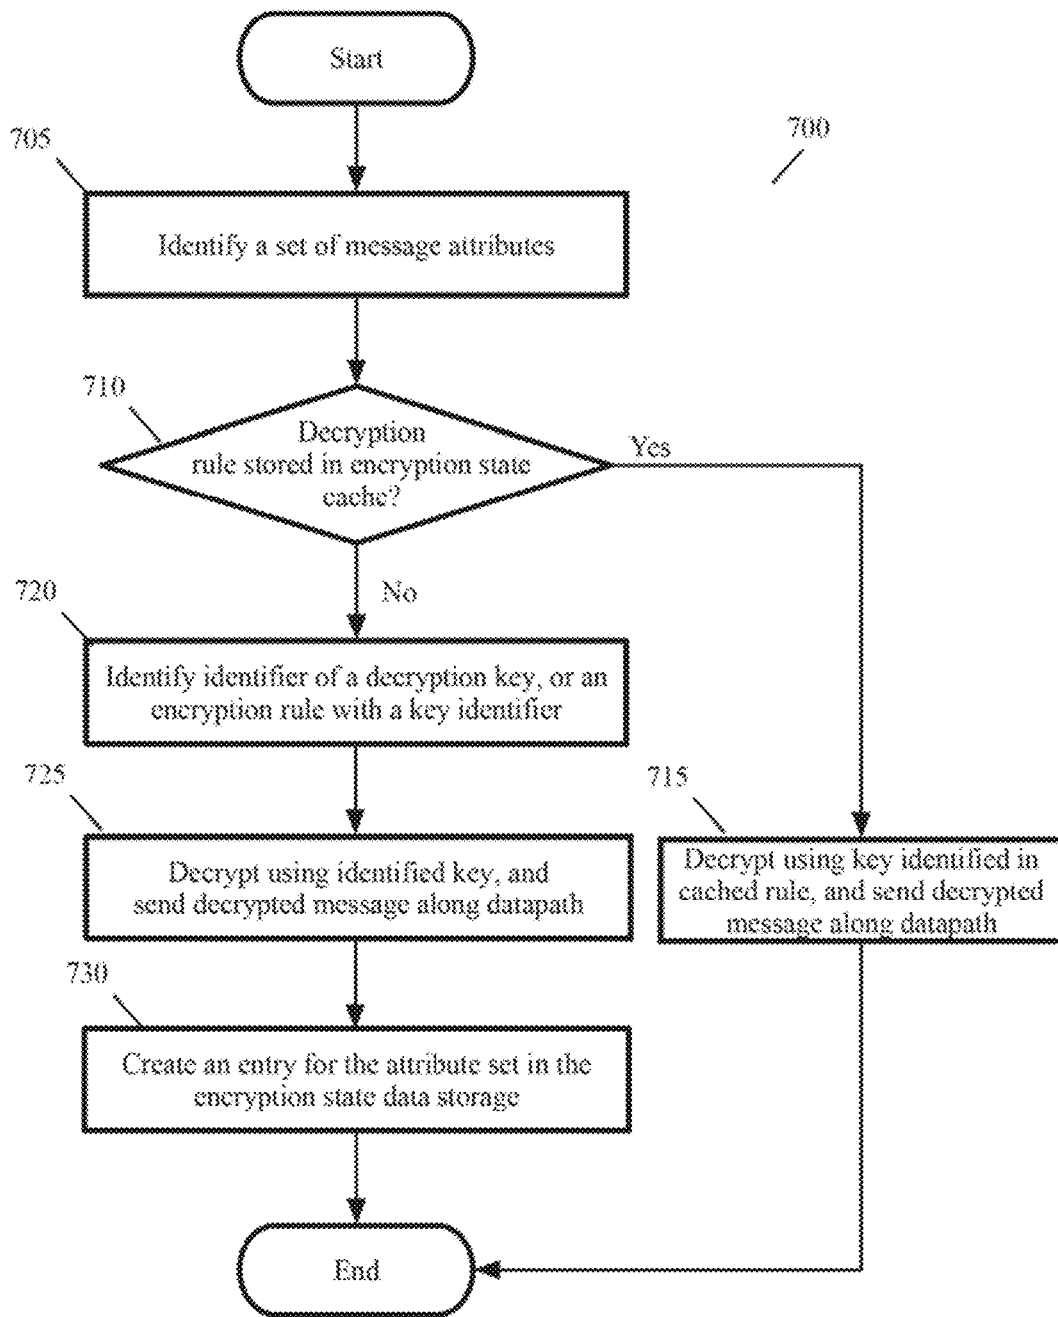 Start
705
700
Identify a set of message attributes
710
Decryption
rule stored in encryption state
cache?
Yes
No
720
Identify identifier of a decryption key, or an
encryption rule with a key identifier
725
Decrypt using identified key, and
send decrypted message along datapath
715
Decrypt using key identified in
cached rule, and send decrypted
message along datapath
730
Create an entry for the attribute set in the
encryption state data storage
End